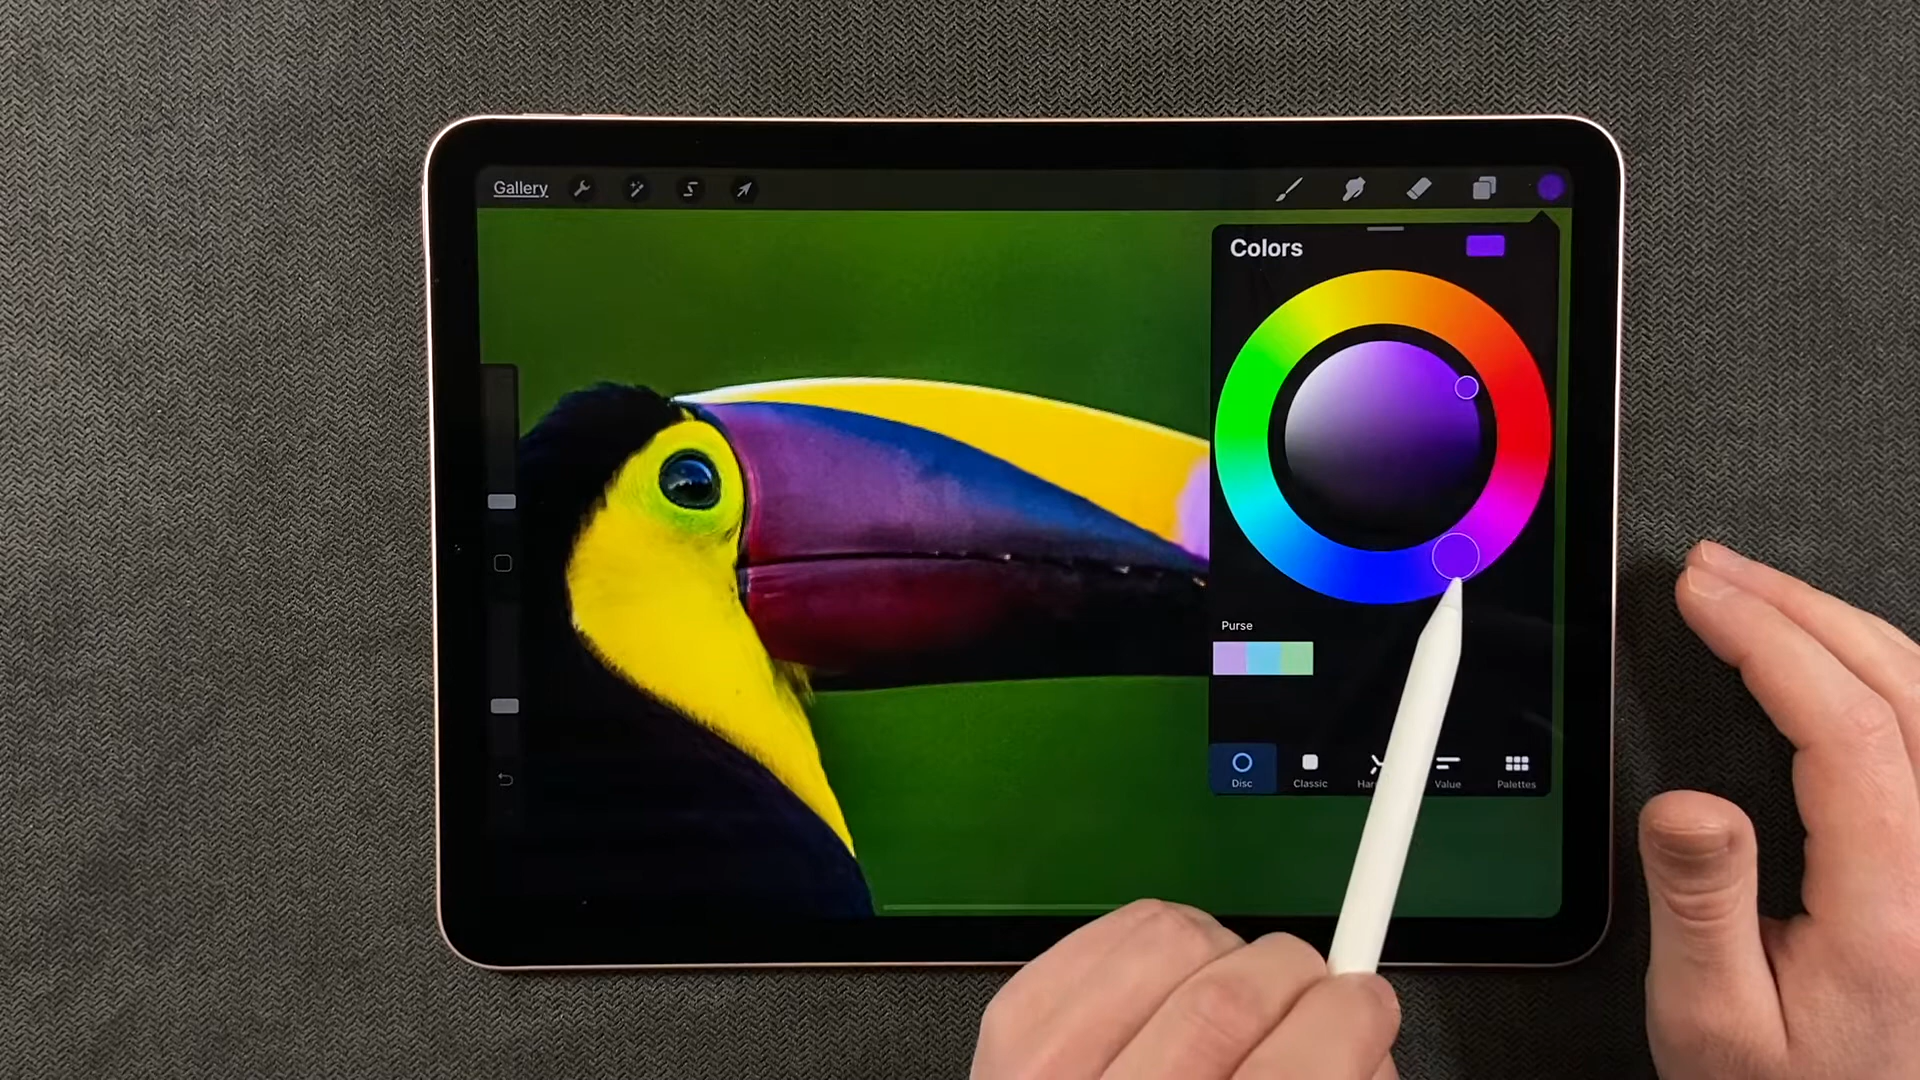 Gallery
Colors
Purse
Disc
Classic
Value
Palettes